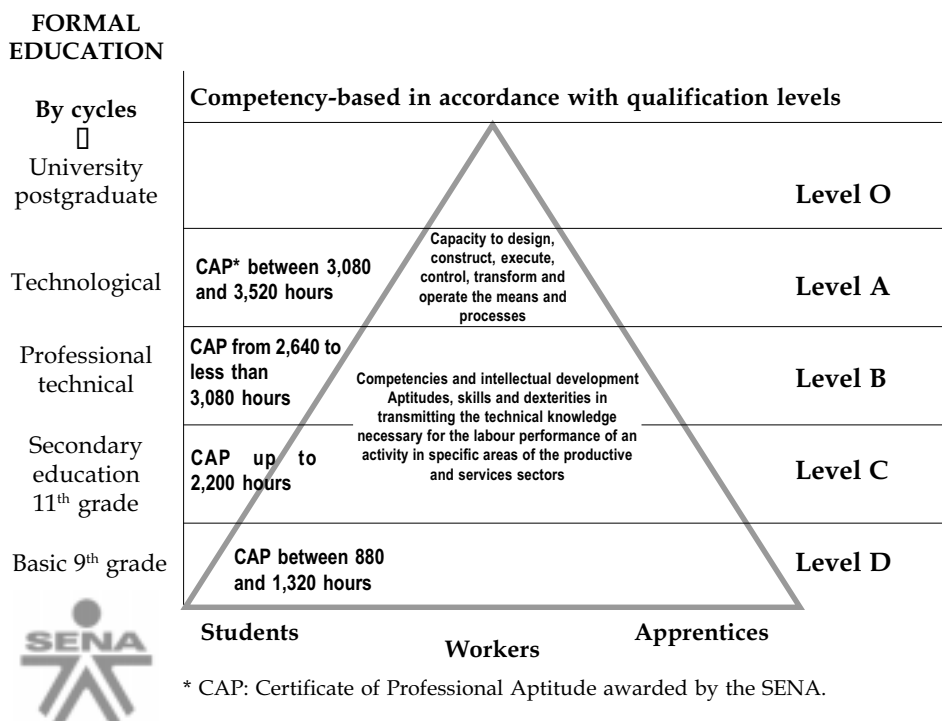 FORMAL
EDUCATION
By cycles
Competency-based in accordance with qualification levels
University
postgraduate
Level O
Technological
CAP* between 3,080
and 3,520 hours
Capacity to design,
construct, execute,
control, transform and
operate the means and
processes
Level A
Professional
technical
CAP from 2,640 to
less than
3,080 hours
Level B
Competencies and intellectual development
Aptitudes, skills and dexterities in
transmitting the technical knowledge
necessary for the labour performance of an
activity in specific areas of the productive
and services sectors
Secondary
education
11th grade
CAP up to
2,200 hours
Level C
Basic 9th grade
CAP between 880
and 1,320 hours
Level D
SENA
Students
Workers
Apprentices
* CAP: Certificate of Professional Aptitude awarded by the SENA.